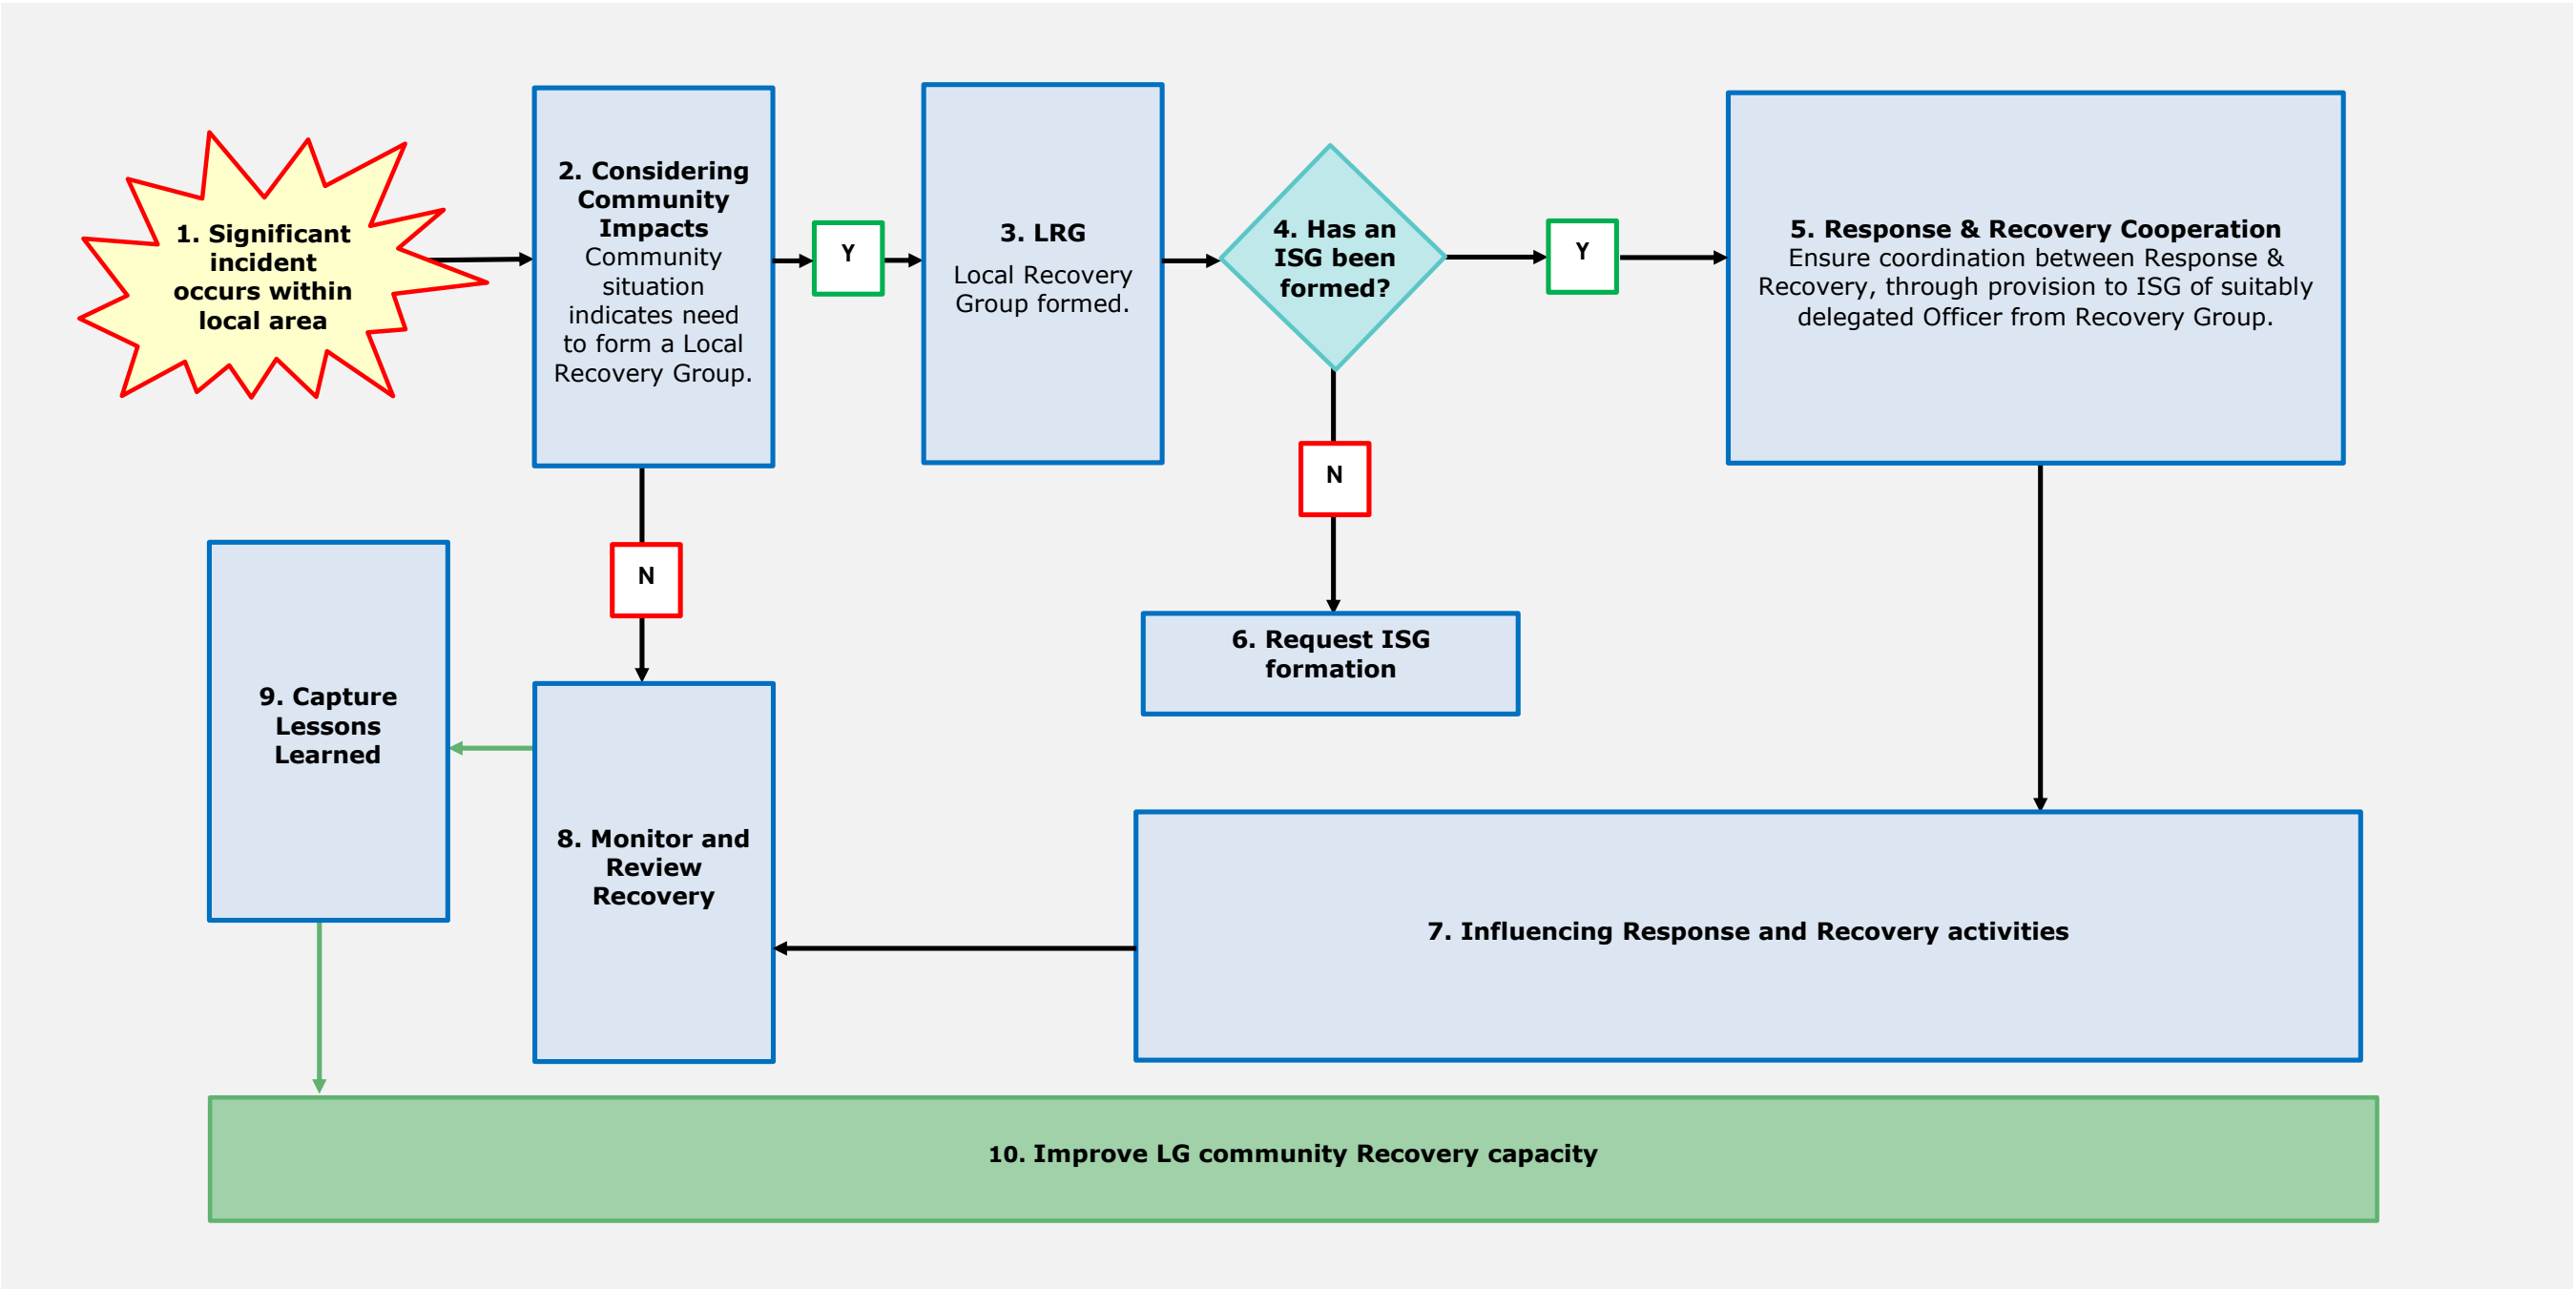 1. Significant
incident
occurs within
local area
2. Considering
Community
Impacts
Community
situation
indicates need
to form a Local
Recovery Group.
Y
3. LRG
Local Recovery
Group formed.
4. Has an
ISG been
formed?
Y
5. Response & Recovery Cooperation
Ensure coordination between Response &
Recovery, through provision to ISG of suitably
delegated Officer from Recovery Group.
N
N
6. Request ISG
formation
7. Influencing Response and Recovery activities
8. Monitor and
Review
Recovery
9. Capture
Lessons
Learned
10. Improve LG community Recovery capacity